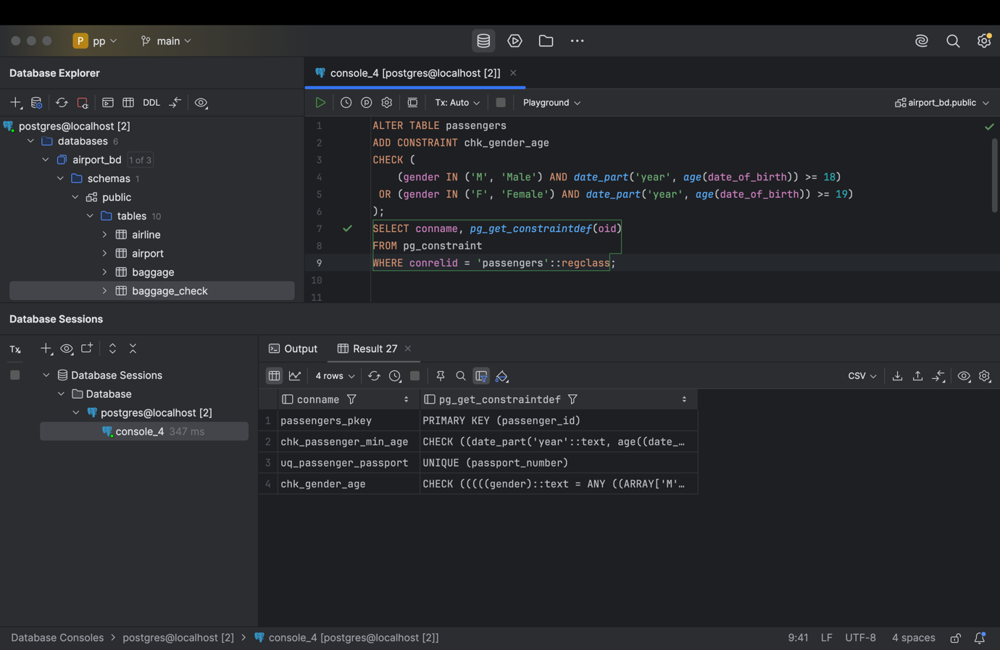 P pp
main
Database Explorer
console_4 [postgres@localhost [2]]
DDL
Tx: Auto
Playground
airport_bd.public
postgres@localhost [2]
databases 6
airport_bd 1 of 3
schemas 1
public
tables 10
airline
airport
baggage
baggage_check
1 ALTER TABLE passengers
2 ADD CONSTRAINT chk_gender_age
3 CHECK (
4 (gender IN ('M', 'Male') AND date_part('year', age(date_of_birth)) >= 18)
5 OR (gender IN ('F', 'Female') AND date_part('year', age(date_of_birth)) >= 19)
6 );
7 SELECT conname, pg_get_constraintdef(oid)
8 FROM pg_constraint
9 WHERE conrelid = 'passengers'::regclass;
10
11
Database Sessions
Tx
Output
Result 27
Database Sessions
Database
postgres@localhost [2]
console_4 347 ms
4 rows
CSV
conname pg_get_constraintdef
1 passengers_pkey PRIMARY KEY (passenger_id)
2 chk_passenger_min_age CHECK ((date_part('year'::text, age((date_…
3 uq_passenger_passport UNIQUE (passport_number)
4 chk_gender_age CHECK (((((gender)::text = ANY ((ARRAY['M'…
Database Consoles > postgres@localhost [2] > console_4 [postgres@localhost [2]]
9:41 LF UTF-8 4 spaces